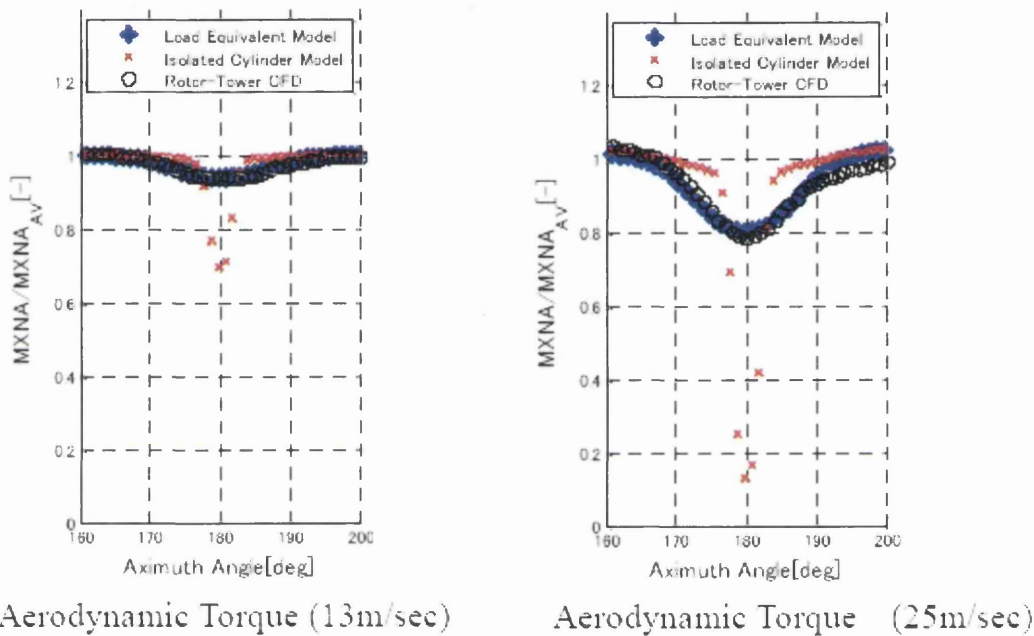 Load Equivalent Model
Isolated Cylinder Model
Rotor-Tower CFD
1.2
1
0.8
0.6
0.4
0.2
0
160
170
180
190
200
MXNA/MXNA_AV[-]
Azimuth Angle[deg]
Aerodynamic Torque (13m/sec)
Load Equivalent Model
Isolated Cylinder Model
Rotor-Tower CFD
1.2
1
0.8
0.6
0.4
0.2
0
160
170
180
190
200
MXNA/MXNA_AV[-]
Azimuth Angle[deg]
Aerodynamic Torque (25m/sec)